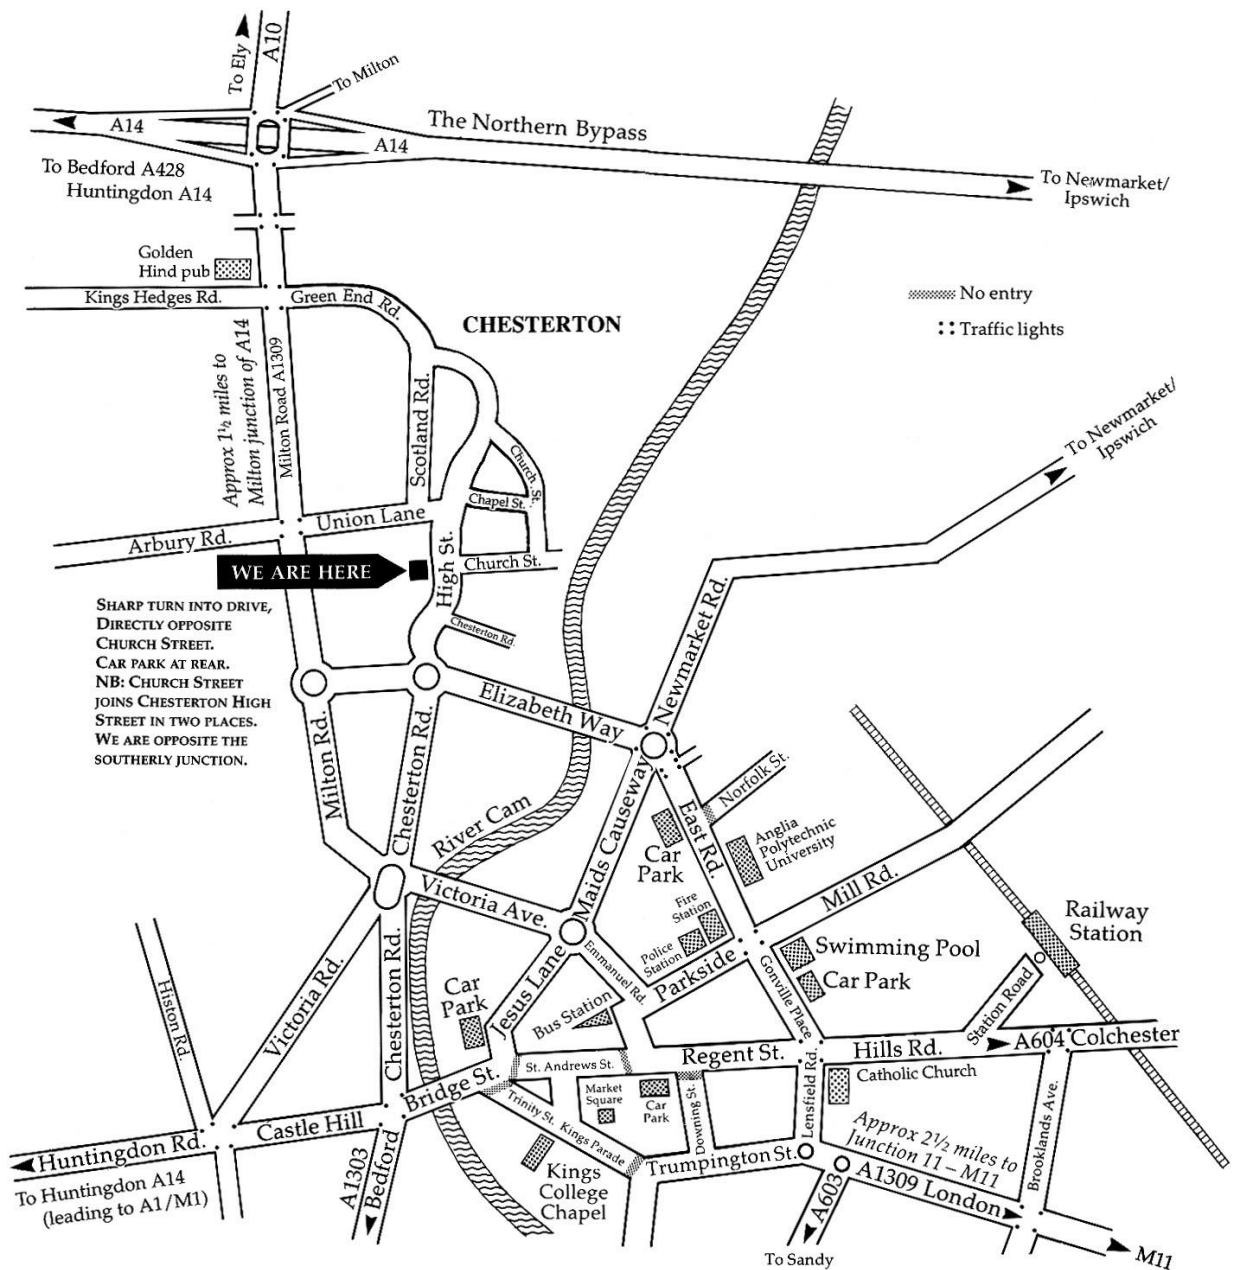 To Ely
A10
To Milton
A14
The Northern Bypass
A14
To Bedford A428
Huntingdon A14
To Newmarket/
Ipswich
Golden
Hind pub
Kings Hedges Rd.
Green End Rd.
CHESTERTON
No entry
Traffic lights
Approx 1½ miles to
Milton junction of A14
Milton Road A1309
Scotland Rd.
To Newmarket/
Ipswich
Church St.
Chapel St.
Union Lane
Arbury Rd.
High St.
Church St.
WE ARE HERE
SHARP TURN INTO DRIVE,
DIRECTLY OPPOSITE
CHURCH STREET.
CAR PARK AT REAR.
NB: CHURCH STREET
JOINS CHESTERTON HIGH
STREET IN TWO PLACES.
WE ARE OPPOSITE THE
SOUTHERLY JUNCTION.
Chesterton Rd.
Newmarket Rd.
Elizabeth Way
Milton Rd.
Chesterton Rd.
River Cam
Maids Causeway
Norfolk St.
East Rd.
Car
Park
Anglia
Polytechnic
University
Mill Rd.
Victoria Ave.
Fire
Station
Police
Station
Railway
Station
Swimming Pool
Car Park
Emmanuel Rd.
Parkside
Gonville Place
Station Road
Histon Rd.
Victoria Rd.
Chesterton Rd.
Car
Park
Jesus Lane
Bus Station
Regent St.
Hills Rd.
A604 Colchester
St. Andrews St.
Bridge St.
Market
Square
Car
Park
Downing St.
Lensfield Rd.
Catholic Church
Brooklands Ave.
Castle Hill
Huntingdon Rd.
Trinity St.
Kings Parade
Approx 2½ miles to
Junction 11 – M11
To Huntingdon A14
(leading to A1/M1)
A1303
Bedford
Kings
College
Chapel
Trumpington St.
A603
A1309 London
To Sandy
M11